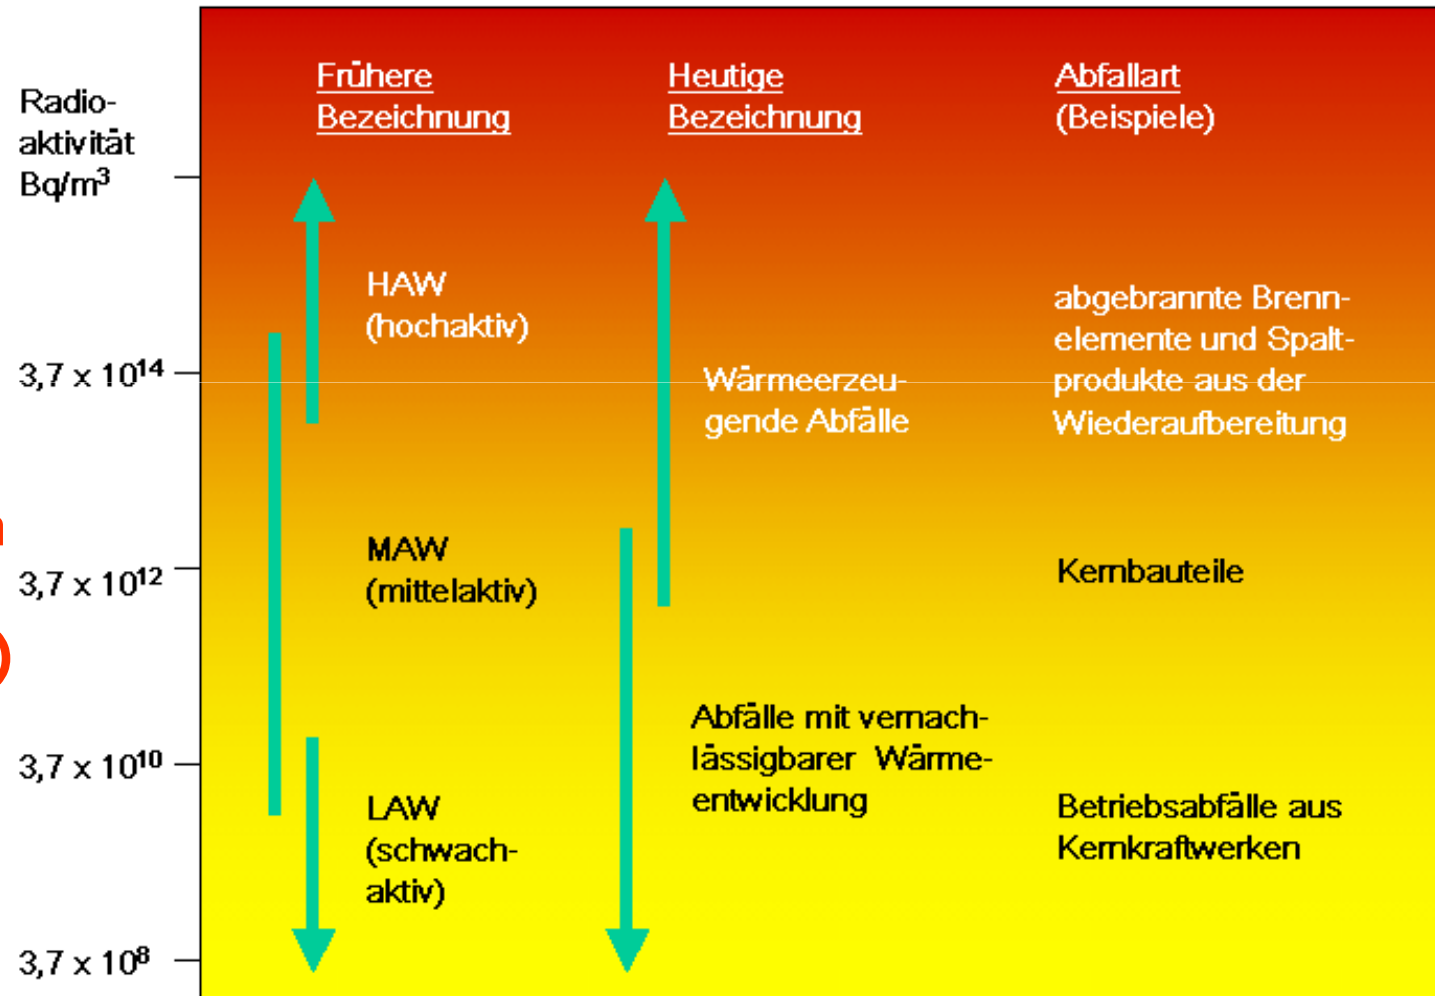 Radio-
aktivität
Bq/m³
3,7 x 10¹⁴
3,7 x 10¹²
3,7 x 10¹⁰
3,7 x 10⁸
Frühere
Bezeichnung
HAW
(hochaktiv)
MAW
(mittelaktiv)
LAW
(schwach-
aktiv)
Heutige
Bezeichnung
Wärmeerzeu-
gende Abfälle
Abfälle mit vernach-
lässigbarer Wärme-
entwicklung
Abfallart
(Beispiele)
abgebrannte Brenn-
elemente und Spalt-
produkte aus der
Wiederaufbereitung
Kernbauteile
Betriebsabfälle aus
Kernkraftwerken